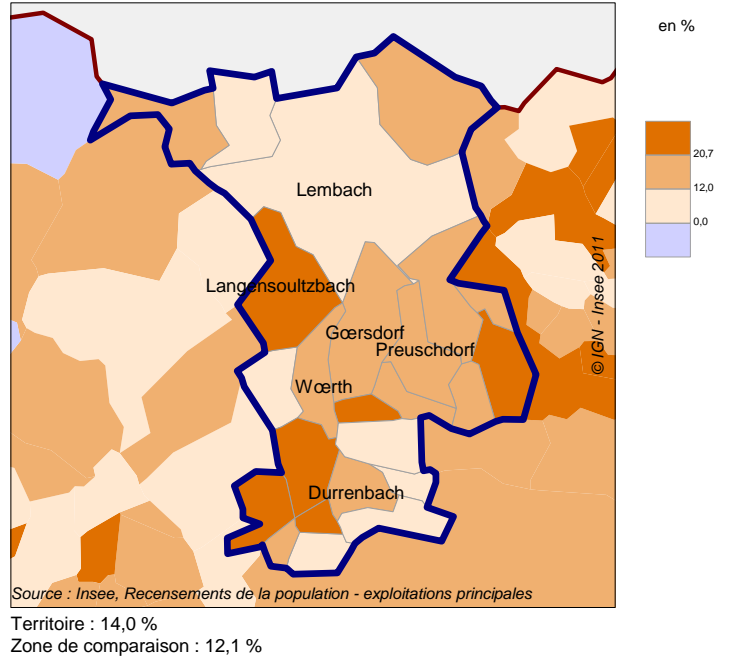 en %
20,7
12,0
0,0
Lembach
Langensoultzbach
Gœrsdorf
Preuschdorf
Wœrth
Durrenbach
© IGN - Insee 2011
Source : Insee, Recensements de la population - exploitations principales
Territoire : 14,0 %
Zone de comparaison : 12,1 %